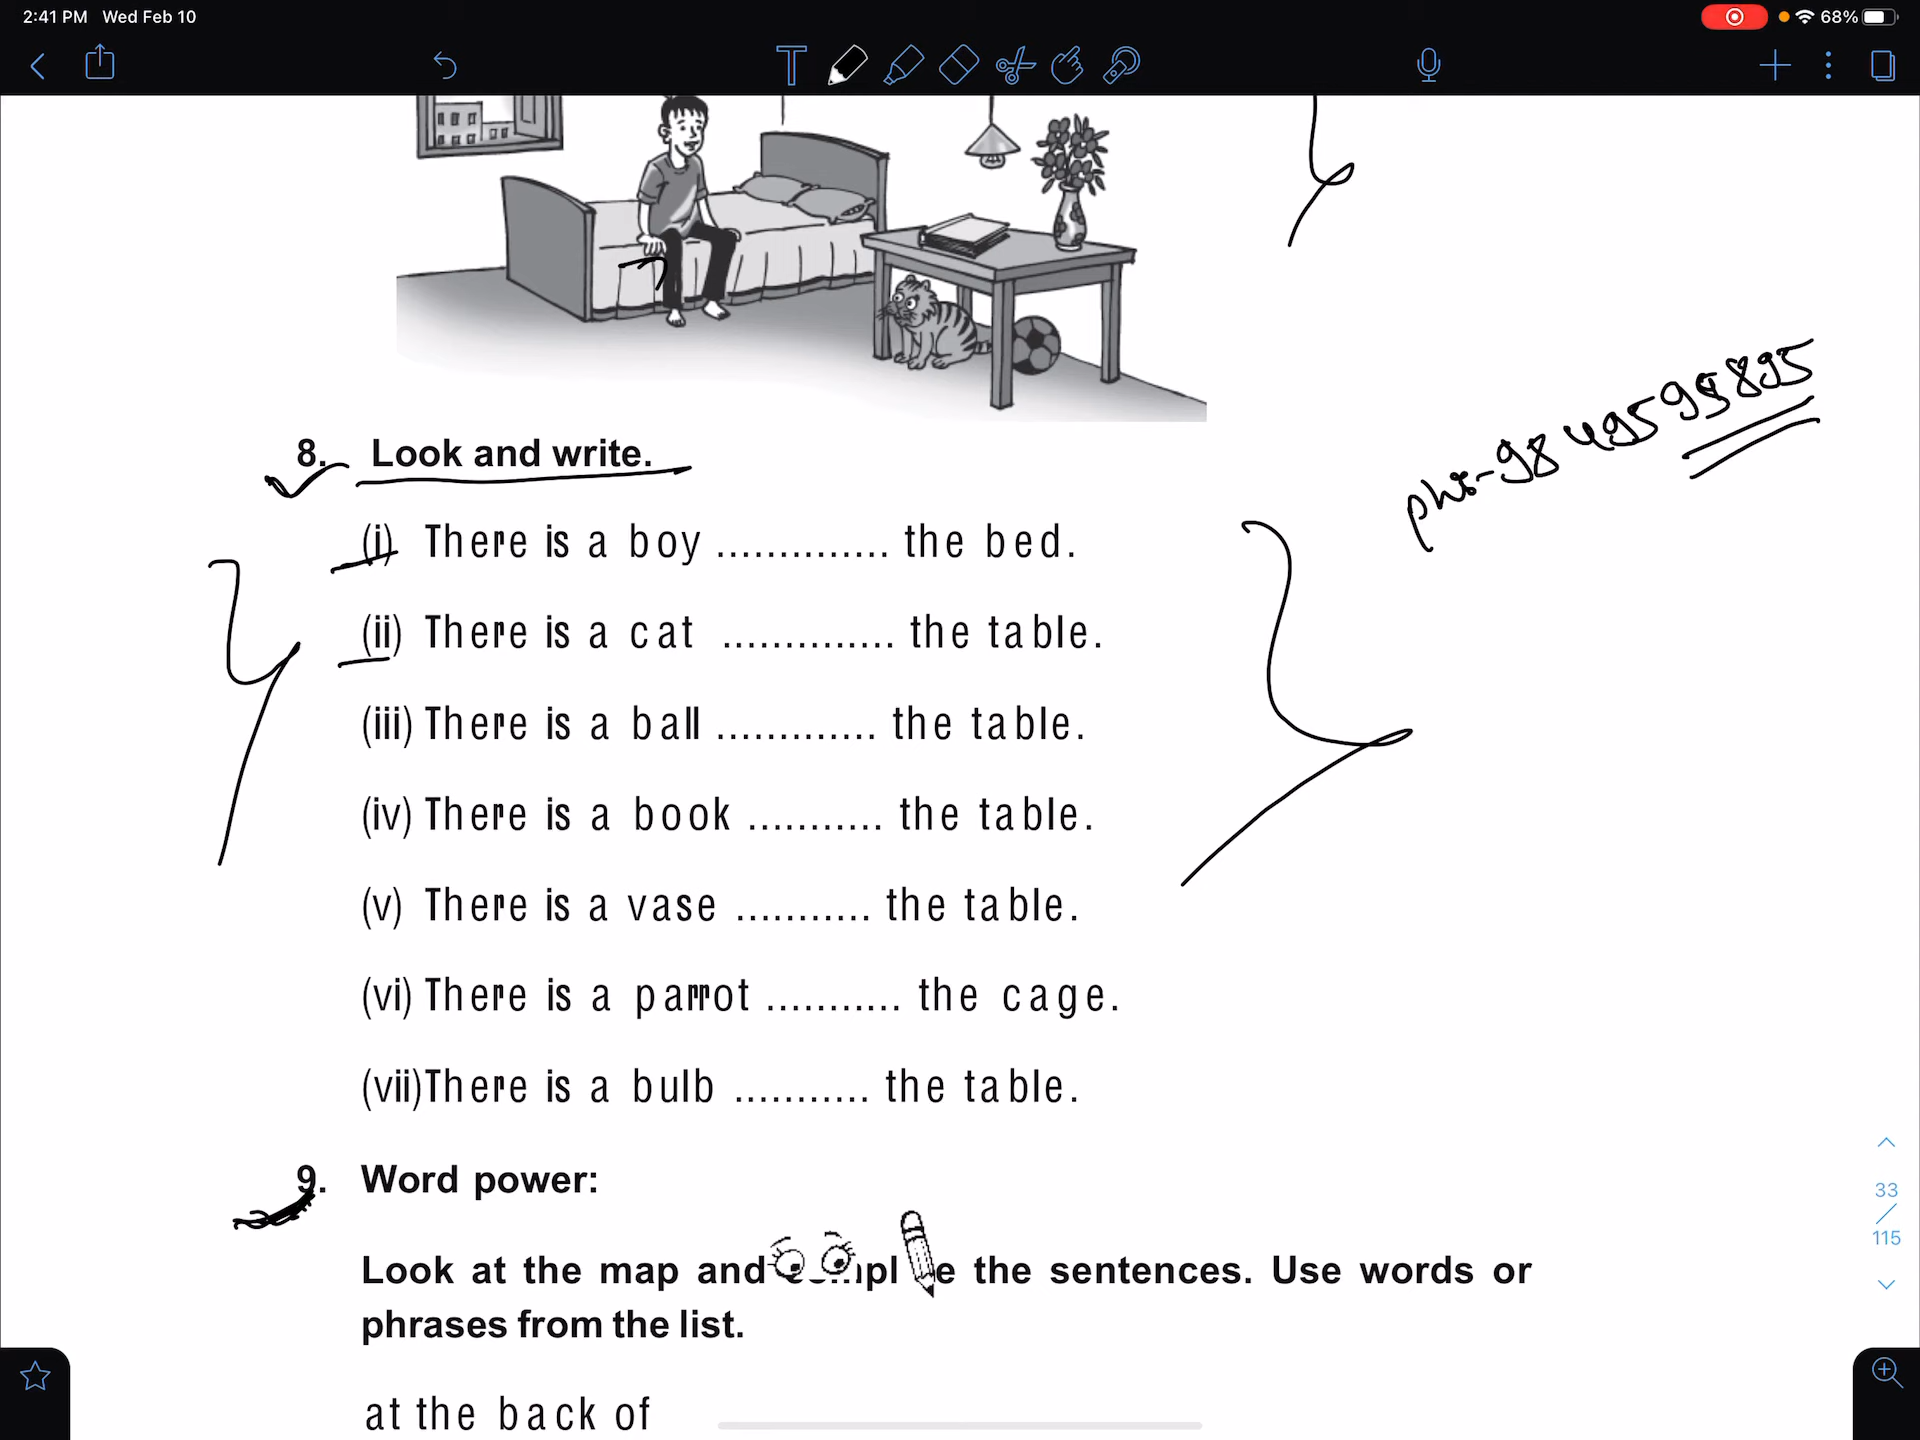 2:41 PM Wed Feb 10
68%
8. Look and write.
ph:-9849598895
(i) There is a boy .............. the bed.
(ii) There is a cat .............. the table.
(iii) There is a ball ............. the table.
(iv) There is a book ........... the table.
(v) There is a vase ........... the table.
(vi) There is a parrot ........... the cage.
(vii) There is a bulb ........... the table.
33
/
115
9. Word power:
Look at the map and the sentences. Use words or
phrases from the list.
at the back of